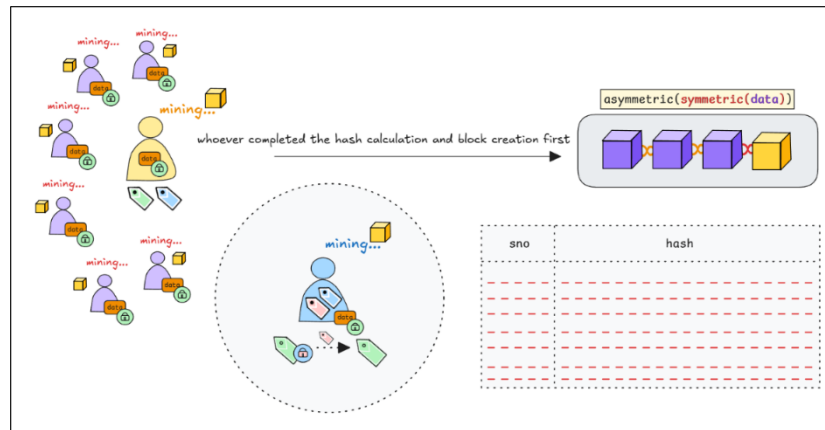 mining...
mining...
data
data
mining...
mining...
data
data
whoever completed the hash calculation and block creation first
asymmetric(symmetric(data))
mining...
data
mining...
data
mining...
data
mining...
data
sno hash